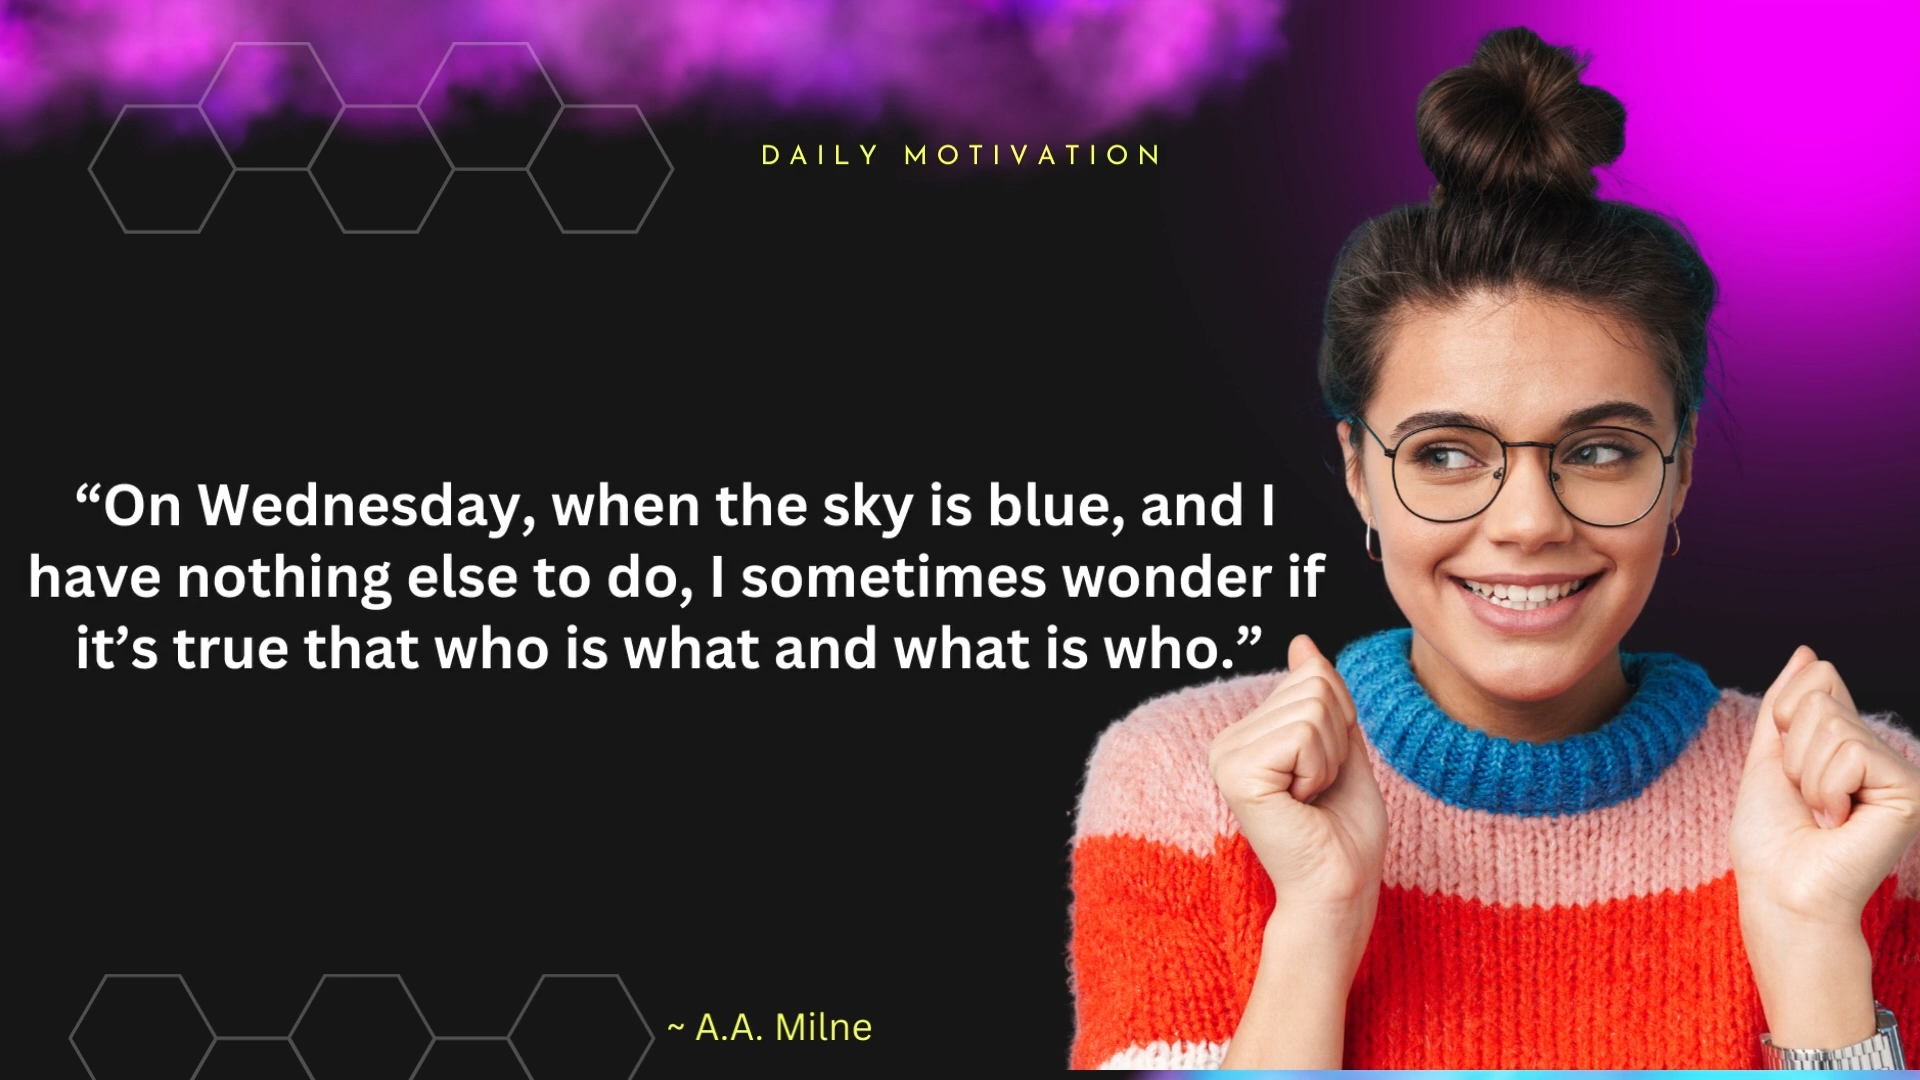 DAILY MOTIVATION
“On Wednesday, when the sky is blue, and I
have nothing else to do, I sometimes wonder if
it’s true that who is what and what is who.”
~ A.A. Milne